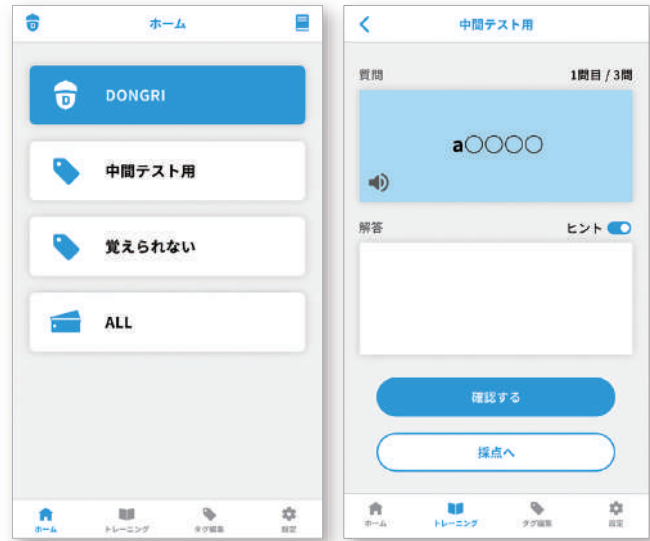 ホーム
DONGRI
中間テスト用
覚えられない
ALL
ホーム
トレーニング
タグ編集
設定
中間テスト用
質問
1問目 / 3問
a○○○○
解答
ヒント
確認する
採点へ
ホーム
トレーニング
タグ編集
設定